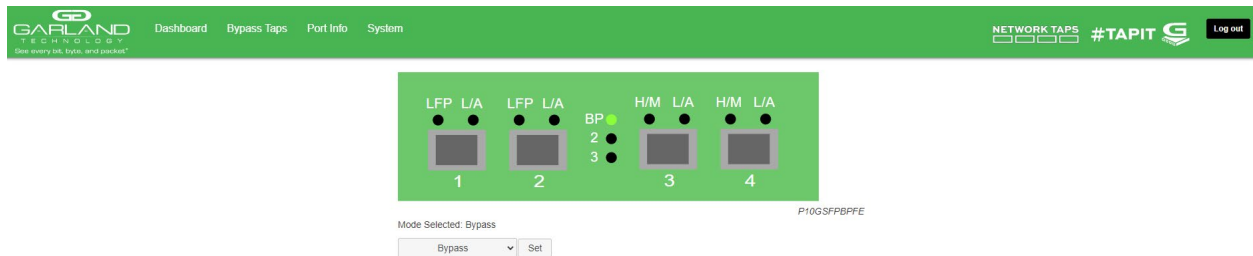 GARLAND
TECHNOLOGY
See every bit, byte, and packet®
Dashboard Bypass Taps Port Info System
NETWORK TAPS
#TAPIT
Log out
LFP L/A LFP L/A H/M L/A H/M L/A
BP
2
3
1 2 3 4
P10GSFPBPFE
Mode Selected: Bypass
Bypass Set